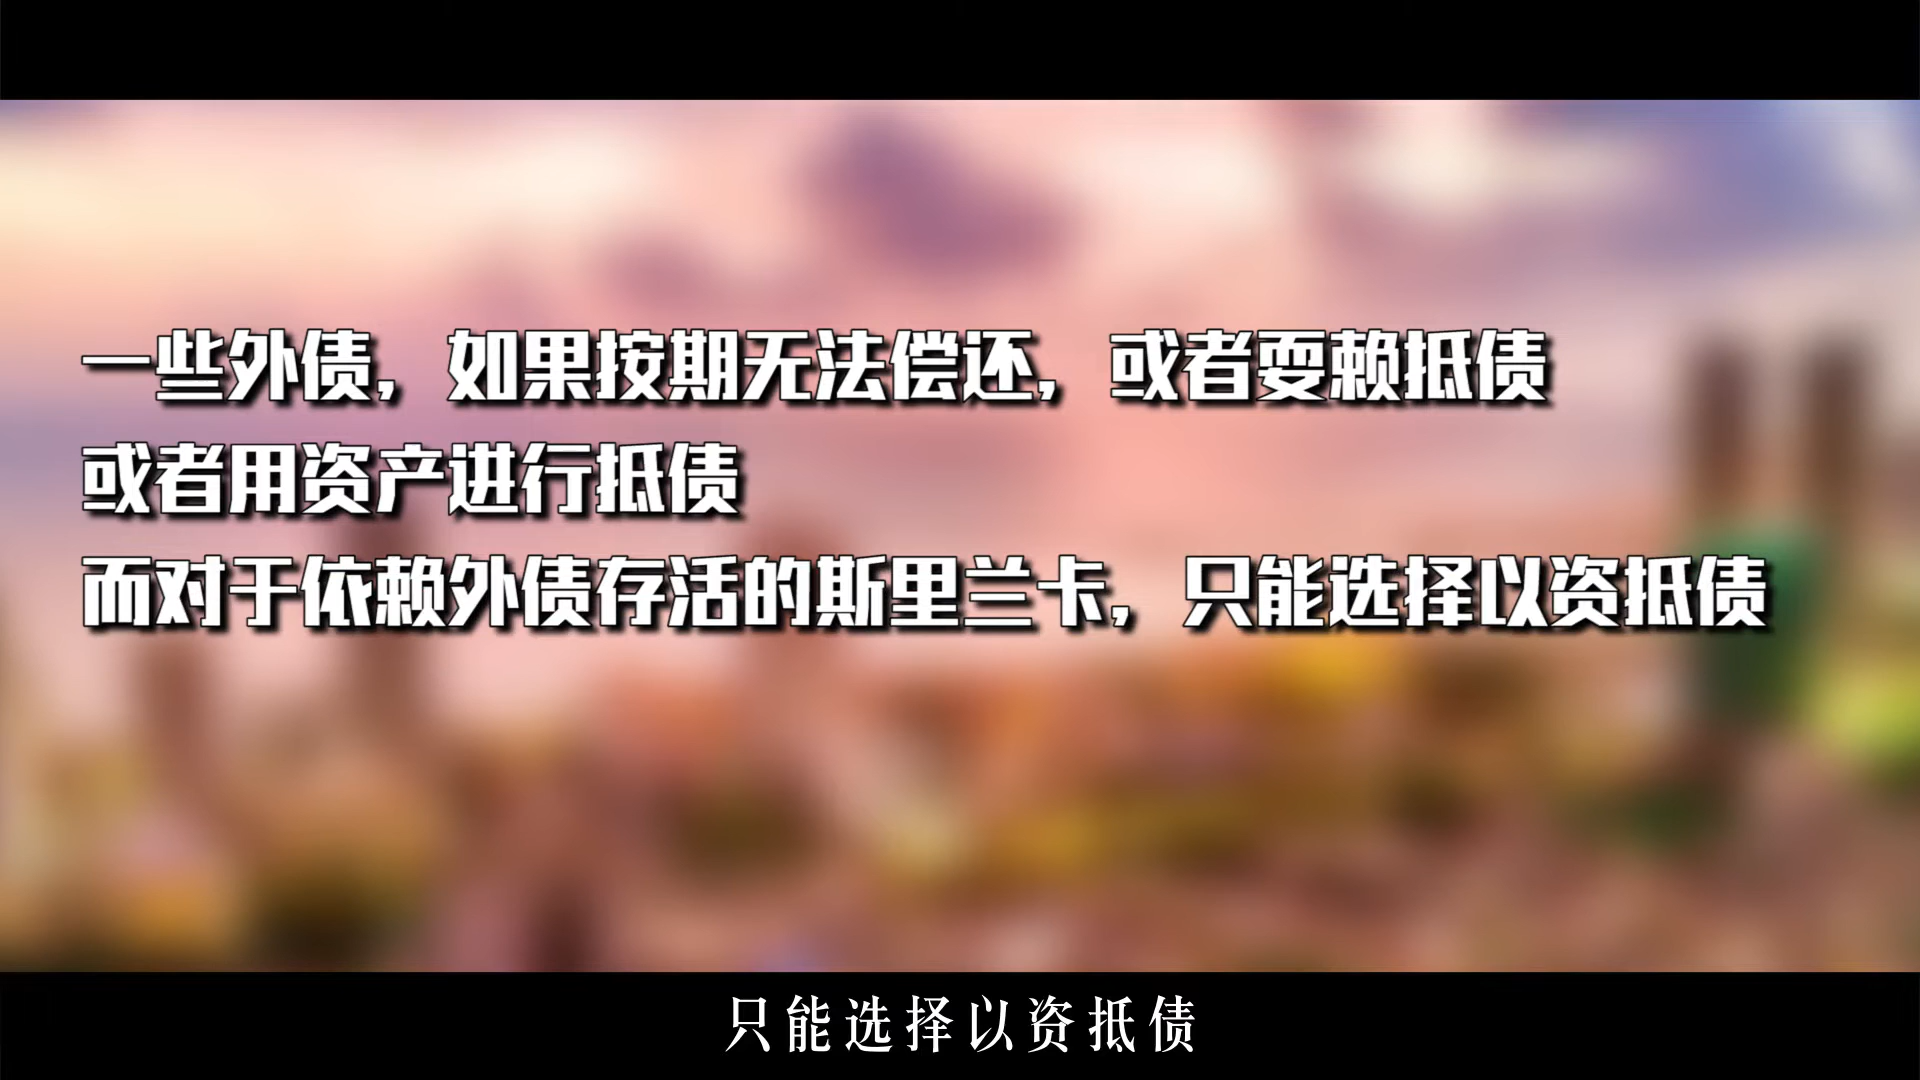 一些外债，如果按期无法偿还，或者耍赖抵债
或者用资产进行抵债
而对于依赖外债存活的斯里兰卡，只能选择以资抵债
只能选择以资抵债